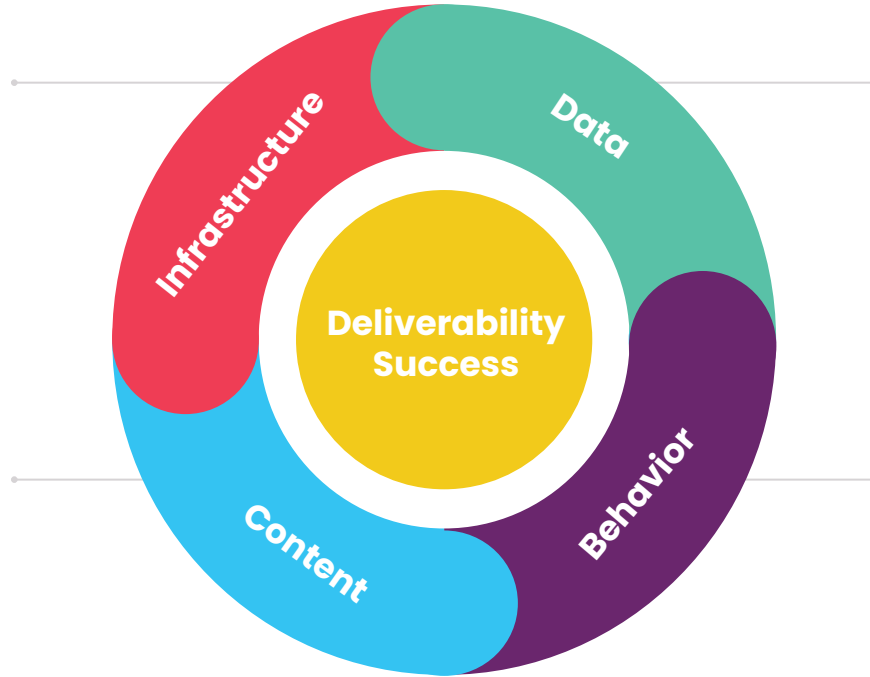 Infrastructure
Data
Deliverability
Success
Behavior
Content